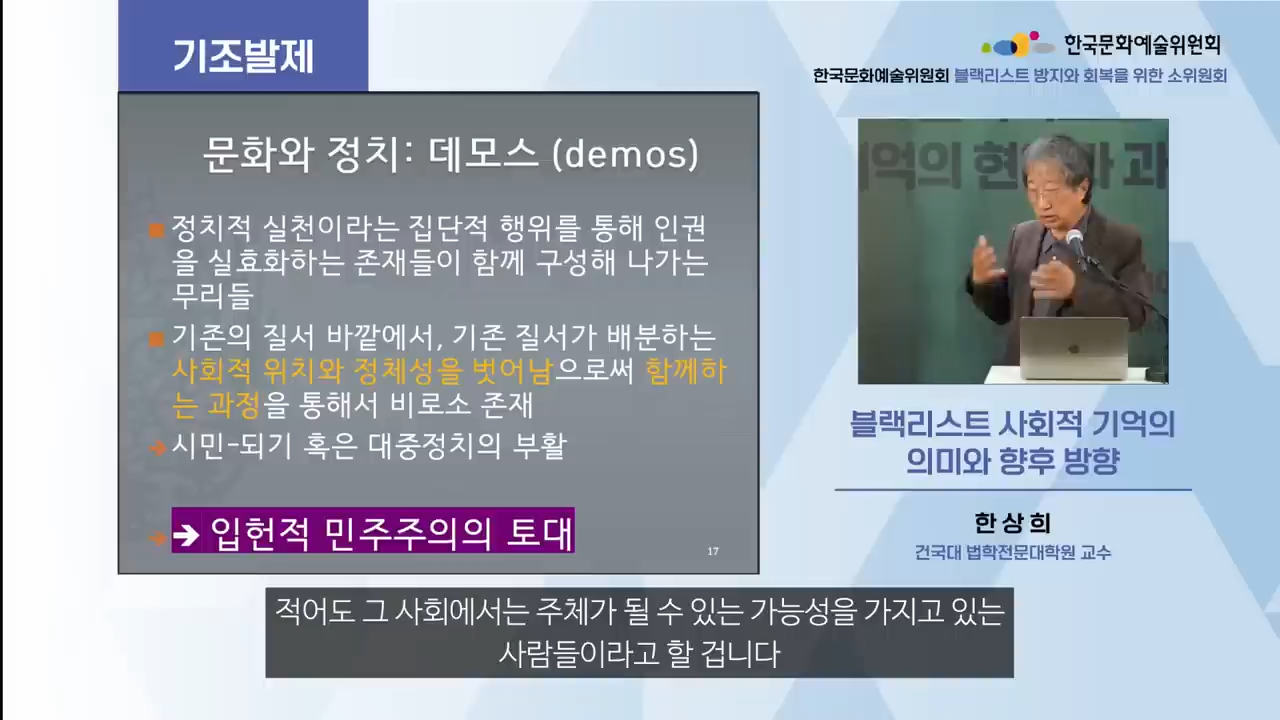 기조발제
한국문화예술위원회
한국문화예술위원회 블랙리스트 방지와 회복을 위한 소위원회
문화와 정치: 데모스 (demos)
정치적 실천이라는 집단적 행위를 통해 인권
을 실효화하는 존재들이 함께 구성해 나가는
무리들
기존의 질서 바깥에서, 기존 질서가 배분하는
사회적 위치와 정체성을 벗어남으로써 함께하
는 과정을 통해서 비로소 존재
→ 시민-되기 혹은 대중정치의 부활
→ ➔ 입헌적 민주주의의 토대
17
블랙리스트 사회적 기억의
의미와 향후 방향
한상희
건국대 법학전문대학원 교수
적어도 그 사회에서는 주체가 될 수 있는 가능성을 가지고 있는
사람들이라고 할 겁니다